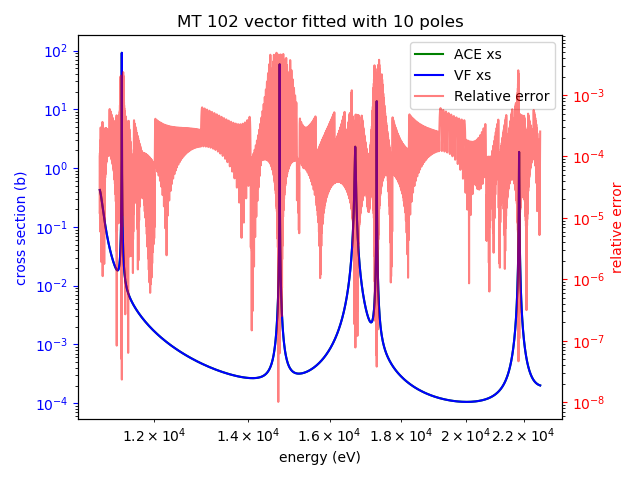 MT 102 vector fitted with 10 poles
ACE xs
VF xs
Relative error
10²
10¹
10⁰
10⁻¹
10⁻²
10⁻³
10⁻⁴
cross section (b)
10⁻³
10⁻⁴
10⁻⁵
10⁻⁶
10⁻⁷
10⁻⁸
relative error
1.2 × 10⁴ 1.4 × 10⁴ 1.6 × 10⁴ 1.8 × 10⁴ 2 × 10⁴ 2.2 × 10⁴
energy (eV)